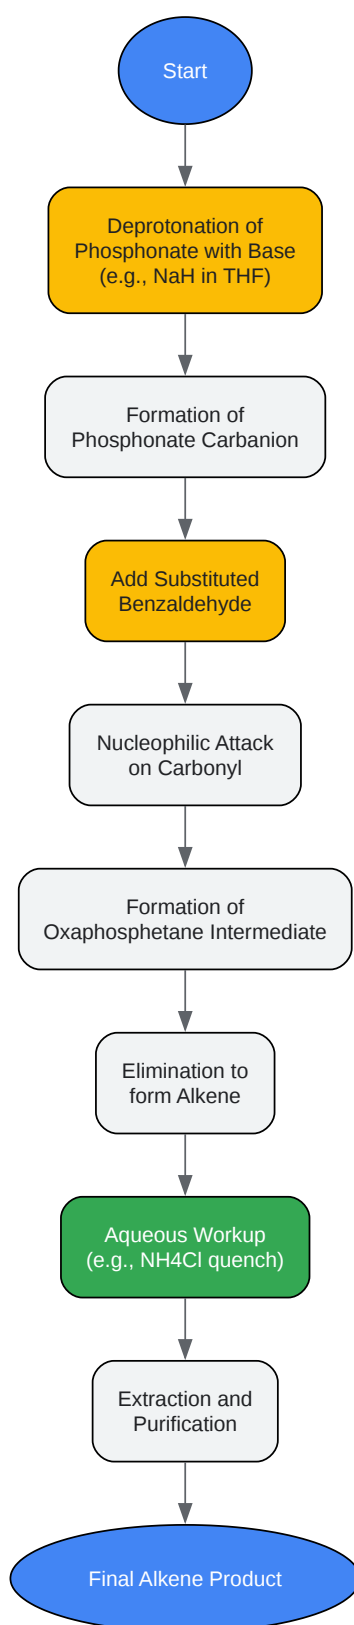 Start
Deprotonation of
Phosphonate with Base
(e.g., NaH in THF)
Formation of
Phosphonate Carbanion
Add Substituted
Benzaldehyde
Nucleophilic Attack
on Carbonyl
Formation of
Oxaphosphetane Intermediate
Elimination to
form Alkene
Aqueous Workup
(e.g., NH4Cl quench)
Extraction and
Purification
Final Alkene Product